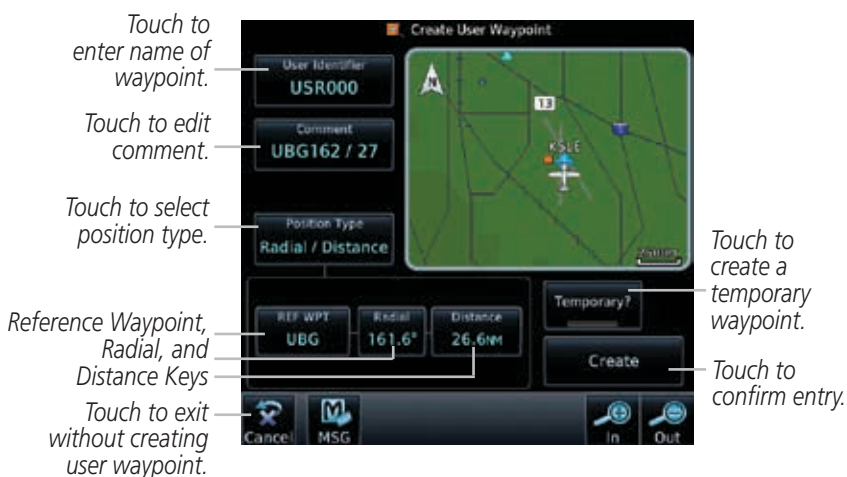 Touch to
enter name of
waypoint.
Touch to edit
comment.
Touch to select
position type.
Reference Waypoint,
Radial, and
Distance Keys
Touch to exit
without creating
user waypoint.
Create User Waypoint
User Identifier
USR000
Comment
UBG162 / 27
Position Type
Radial / Distance
N
13
KSLE
REF WPT
UBG
Radial
161.6°
Distance
26.6NM
Temporary?
Create
Cancel
MSG
In
Out
Touch to
create a
temporary
waypoint.
Touch to
confirm entry.